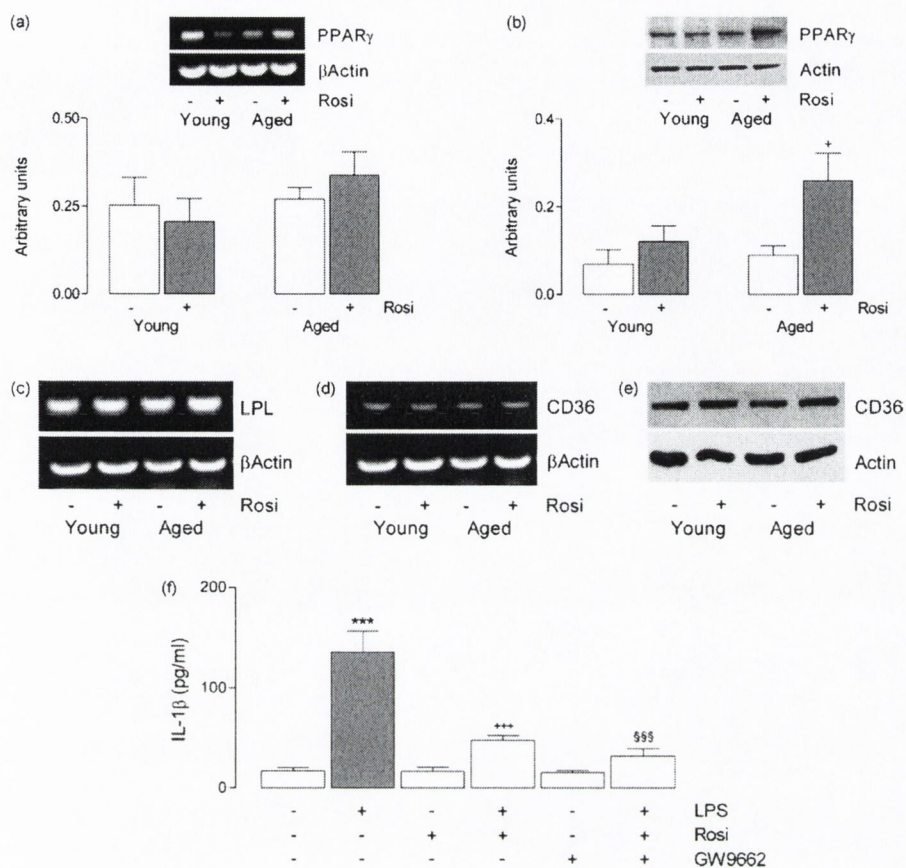 (a)
PPARγ
βActin
- + - + Rosi
Young Aged
0.50
0.25
0.00
Arbitrary units
- + - + Rosi
Young Aged
(b)
PPARγ
Actin
- + - + Rosi
Young Aged
0.4
0.2
0.0
Arbitrary units
+
- + - + Rosi
Young Aged
(c)
LPL
βActin
- + - + Rosi
Young Aged
(d)
CD36
βActin
- + - + Rosi
Young Aged
(e)
CD36
Actin
- + - + Rosi
Young Aged
(f)
200
100
0
IL-1β (pg/ml)
***
+++
§§§
- + - + - + LPS
- - + + - + Rosi
- - - - + + GW9662